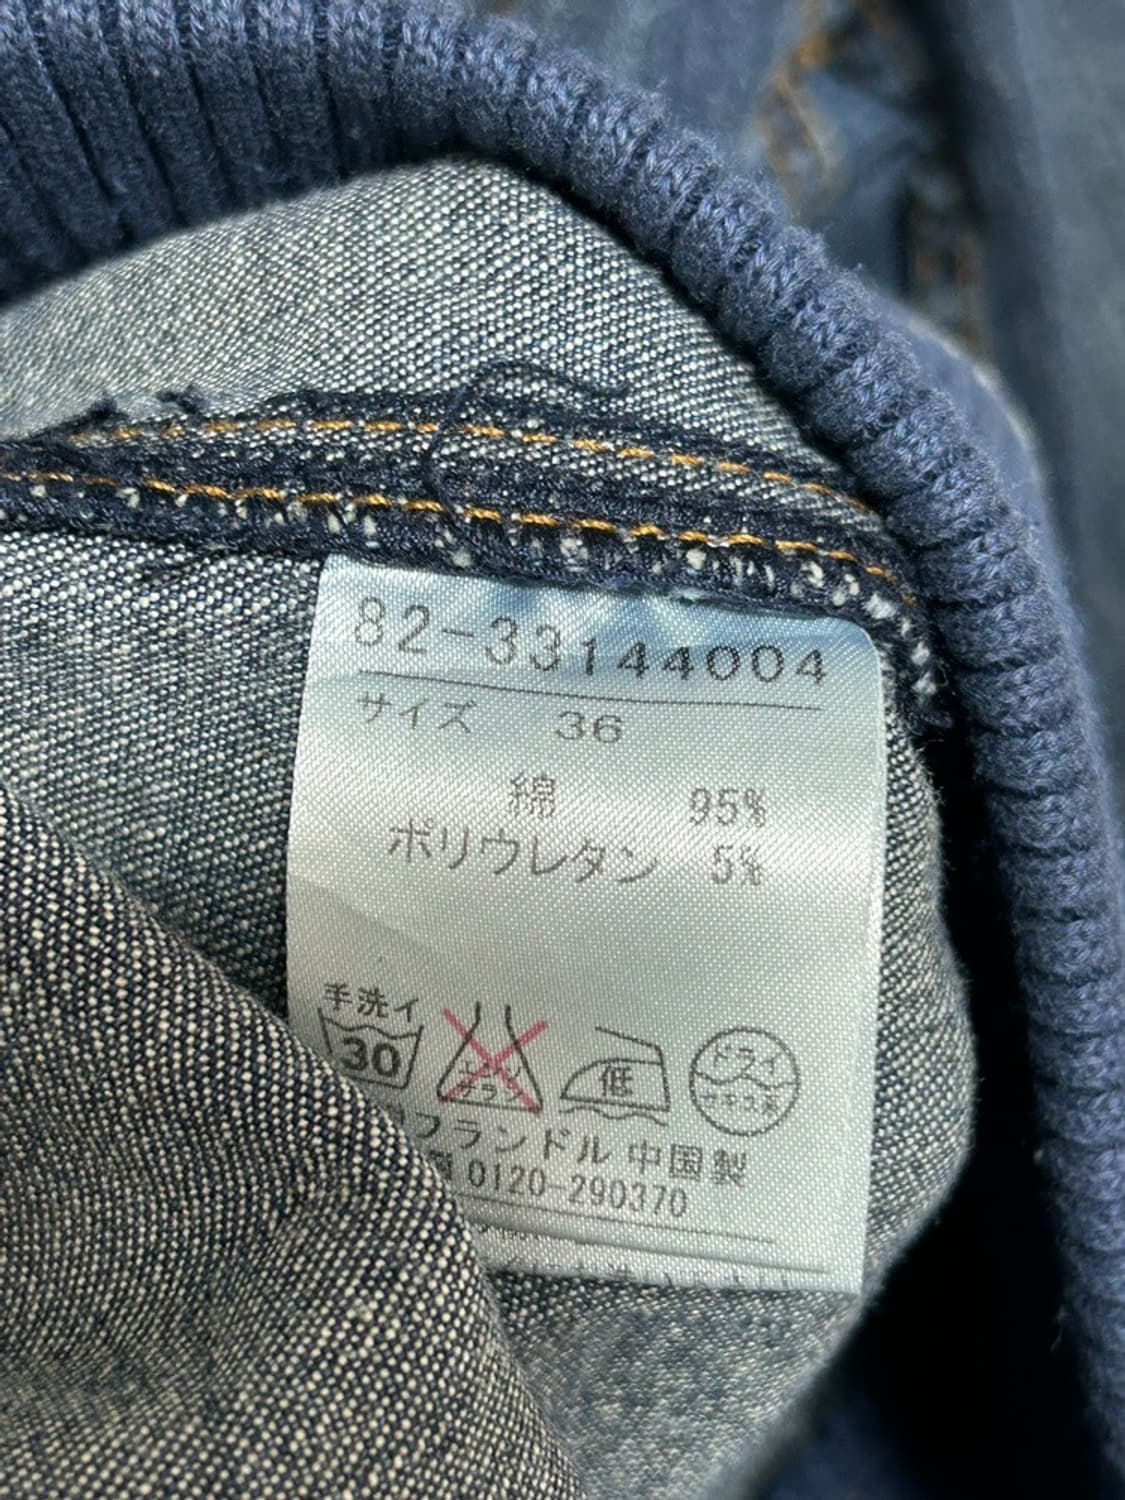 82-33144004
サイズ 36
綿 95%
ポリウレタン 5%
手洗イ
30
低
ドライ
フランドル 中国製
0120-290370